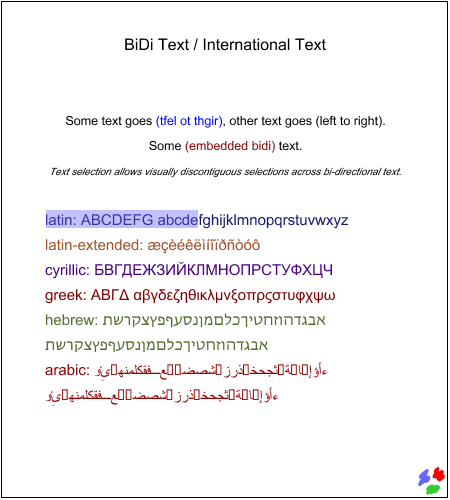 BiDi Text / International Text
Some text goes (tfel ot thgir), other text goes (left to right).
Some (embedded bidi) text.
Text selection allows visually discontiguous selections across bi-directional text.
latin: ABCDEFG abcdefghijklmnopqrstuvwxyz
latin-extended: æçèéêëìíîïðñòóô
cyrillic: БВГДЕЖЗИЙКЛМНОПРСТУФХЦЧ
greek: ΑΒΓΔ αβγδεζηθικλμνξοπρςστυφχψω
hebrew: אבגדהוזחטיךכלםמןנסעףפץצקרשת
אבגדהוזחטיךכלםמןנסעףפץצקרשת
arabic: